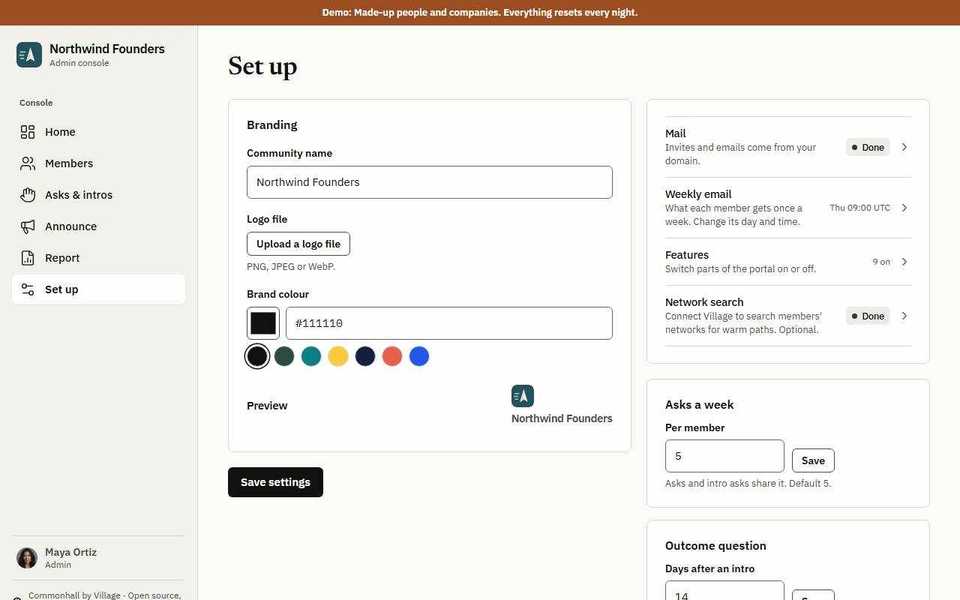 Demo: Made-up people and companies. Everything resets every night.
Northwind Founders
Admin console
Console
Home
Members
Asks & intros
Announce
Report
Set up
Maya Ortiz
Admin
Commonhall by Village · Open source,
Set up
Branding
Community name
Northwind Founders
Logo file
Upload a logo file
PNG, JPEG or WebP.
Brand colour
#111110
Preview
Northwind Founders
Save settings
Mail
Invites and emails come from your
domain.
Done
Weekly email
What each member gets once a
week. Change its day and time.
Thu 09:00 UTC
Features
Switch parts of the portal on or off.
9 on
Network search
Connect Village to search members'
networks for warm paths. Optional.
Done
Asks a week
Per member
5
Save
Asks and intro asks share it. Default 5.
Outcome question
Days after an intro
14